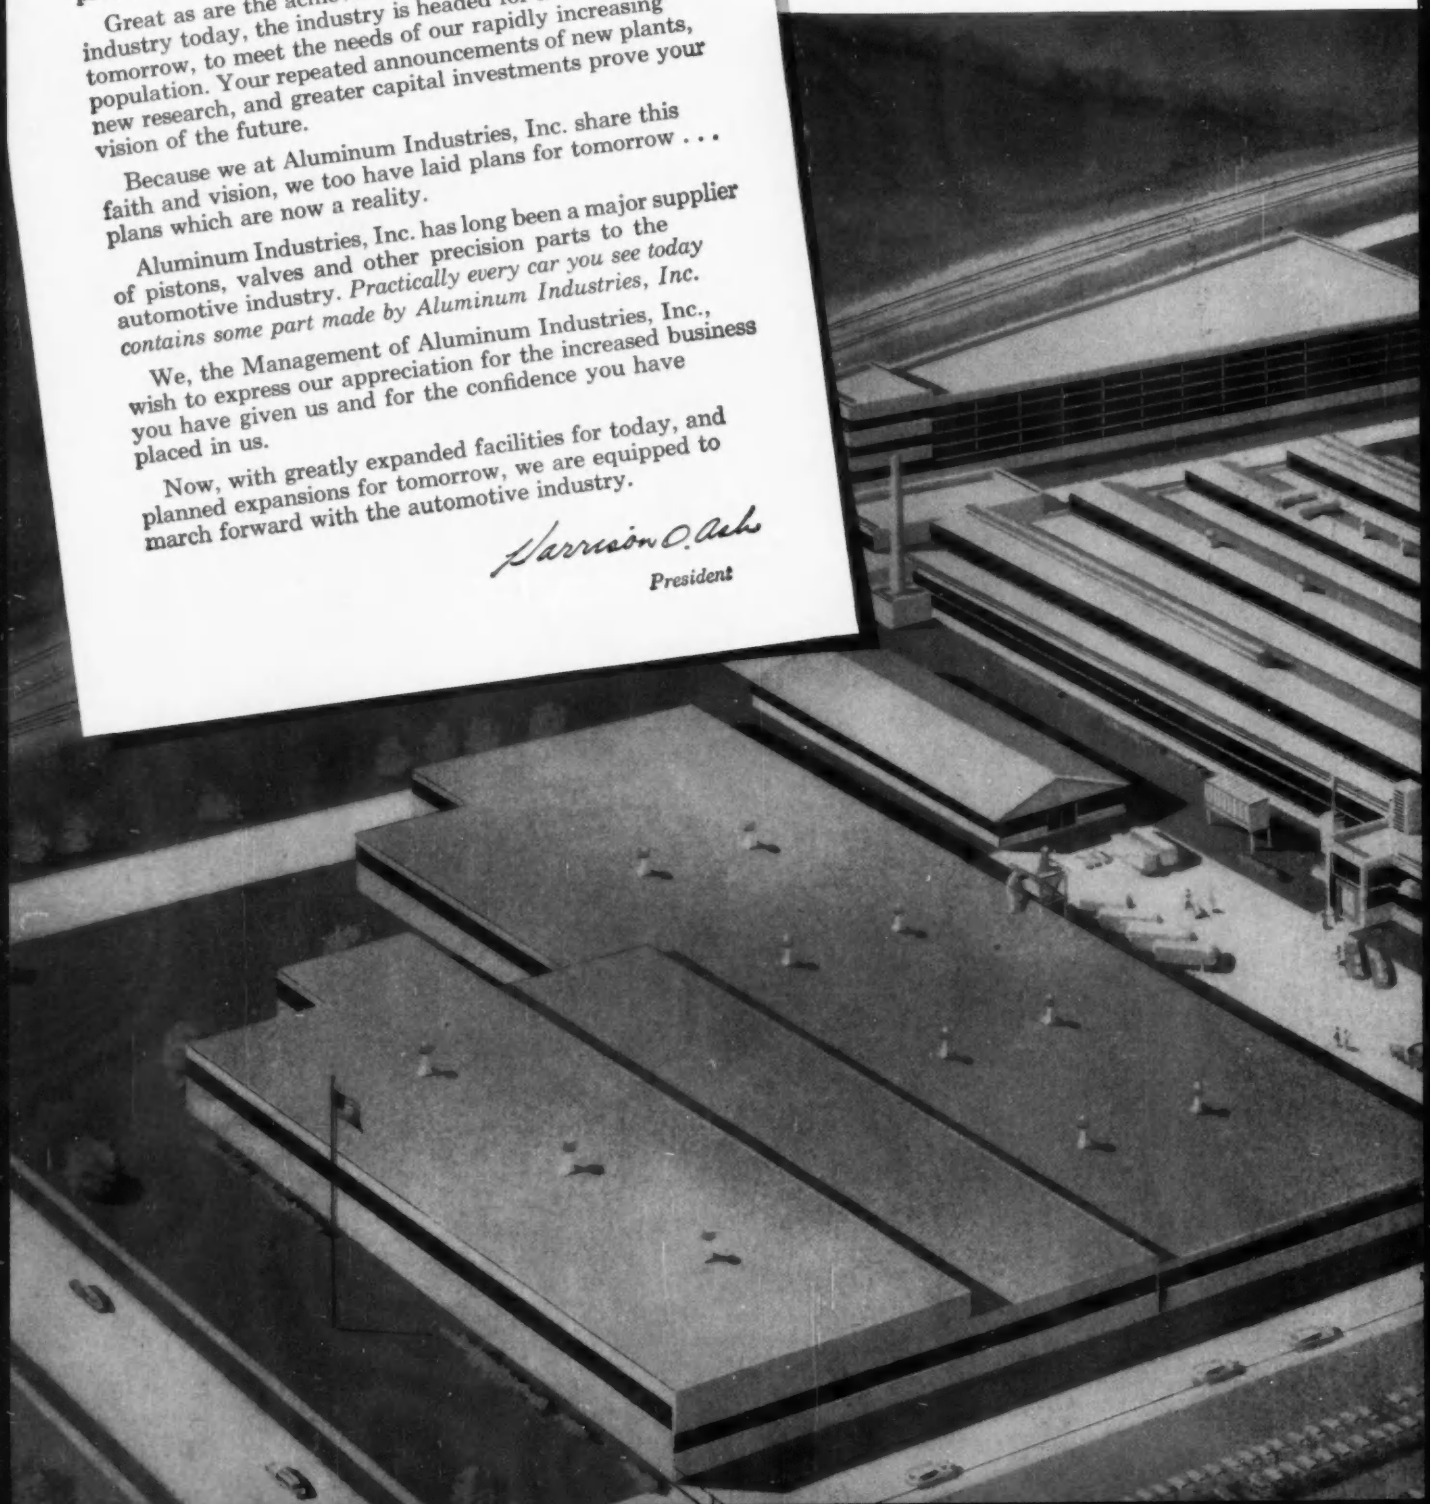 Great as are the
industry today, the industry is headed
tomorrow, to meet the needs of our rapidly increasing
population. Your repeated announcements of new plants,
new research, and greater capital investments prove your
vision of the future.
Because we at Aluminum Industries, Inc. share this
faith and vision, we too have laid plans for tomorrow . . .
plans which are now a reality.
Aluminum Industries, Inc. has long been a major supplier
of pistons, valves and other precision parts to the
automotive industry. Practically every car you see today
contains some part made by Aluminum Industries, Inc.
We, the Management of Aluminum Industries, Inc.,
wish to express our appreciation for the increased business
you have given us and for the confidence you have
placed in us.
Now, with greatly expanded facilities for today, and
planned expansions for tomorrow, we are equipped to
march forward with the automotive industry.
Harrison O. Ash
President